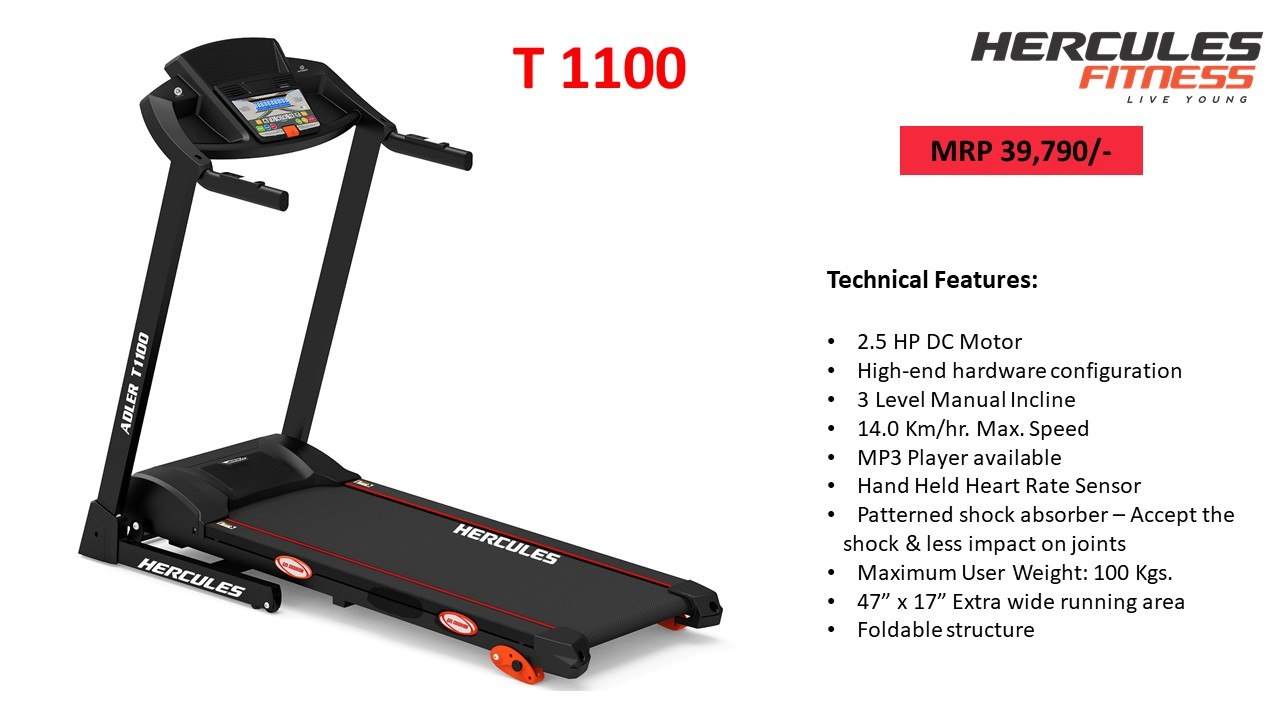 T 1100
HERCULES
FITNESS
LIVE YOUNG
MRP 39,790/-
Technical Features:
• 2.5 HP DC Motor
• High-end hardware configuration
• 3 Level Manual Incline
• 14.0 Km/hr. Max. Speed
• MP3 Player available
• Hand Held Heart Rate Sensor
• Patterned shock absorber – Accept the
shock & less impact on joints
• Maximum User Weight: 100 Kgs.
• 47” x 17” Extra wide running area
• Foldable structure
ADLER T1100
HERCULES
HERCULES